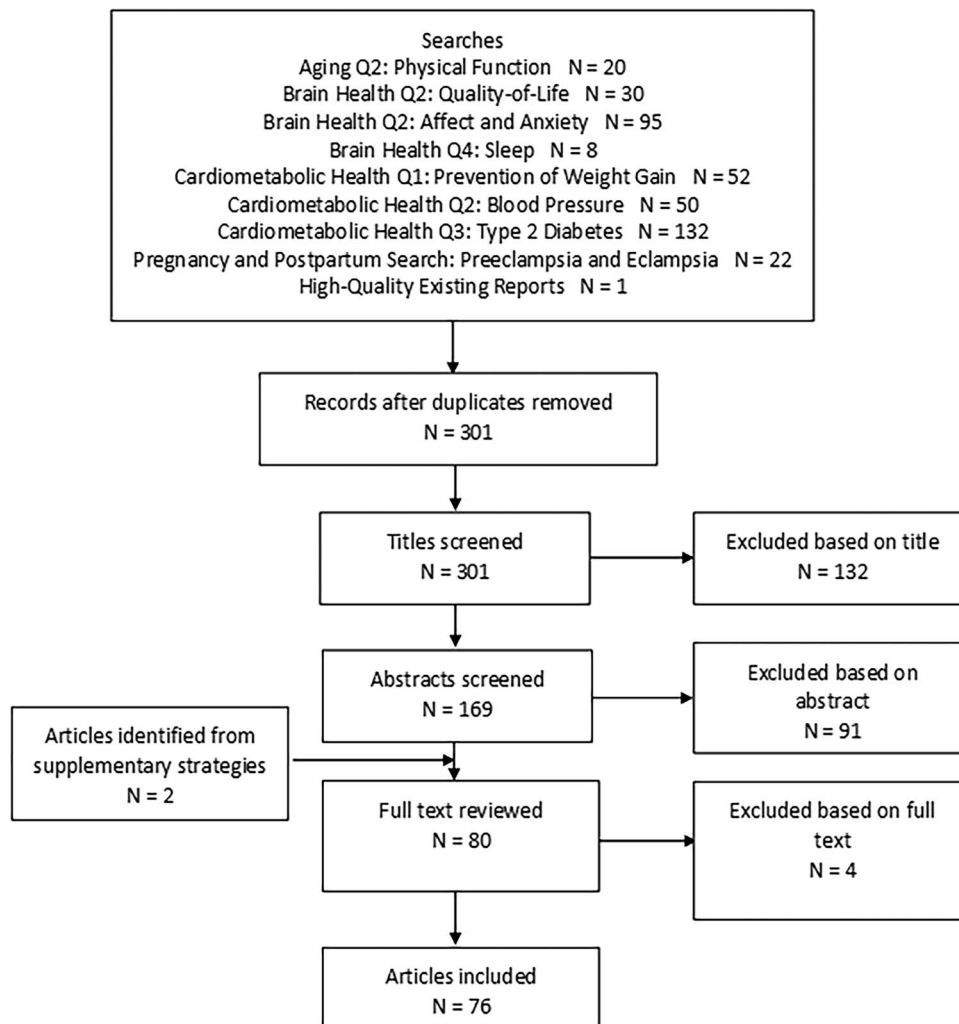 Searches
Aging Q2: Physical Function N = 20
Brain Health Q2: Quality-of-Life N = 30
Brain Health Q2: Affect and Anxiety N = 95
Brain Health Q4: Sleep N = 8
Cardiometabolic Health Q1: Prevention of Weight Gain N = 52
Cardiometabolic Health Q2: Blood Pressure N = 50
Cardiometabolic Health Q3: Type 2 Diabetes N = 132
Pregnancy and Postpartum Search: Preeclampsia and Eclampsia N = 22
High-Quality Existing Reports N = 1
Records after duplicates removed
N = 301
Titles screened
N = 301
Excluded based on title
N = 132
Abstracts screened
N = 169
Excluded based on
abstract
N = 91
Articles identified from
supplementary strategies
N = 2
Full text reviewed
N = 80
Excluded based on full
text
N = 4
Articles included
N = 76